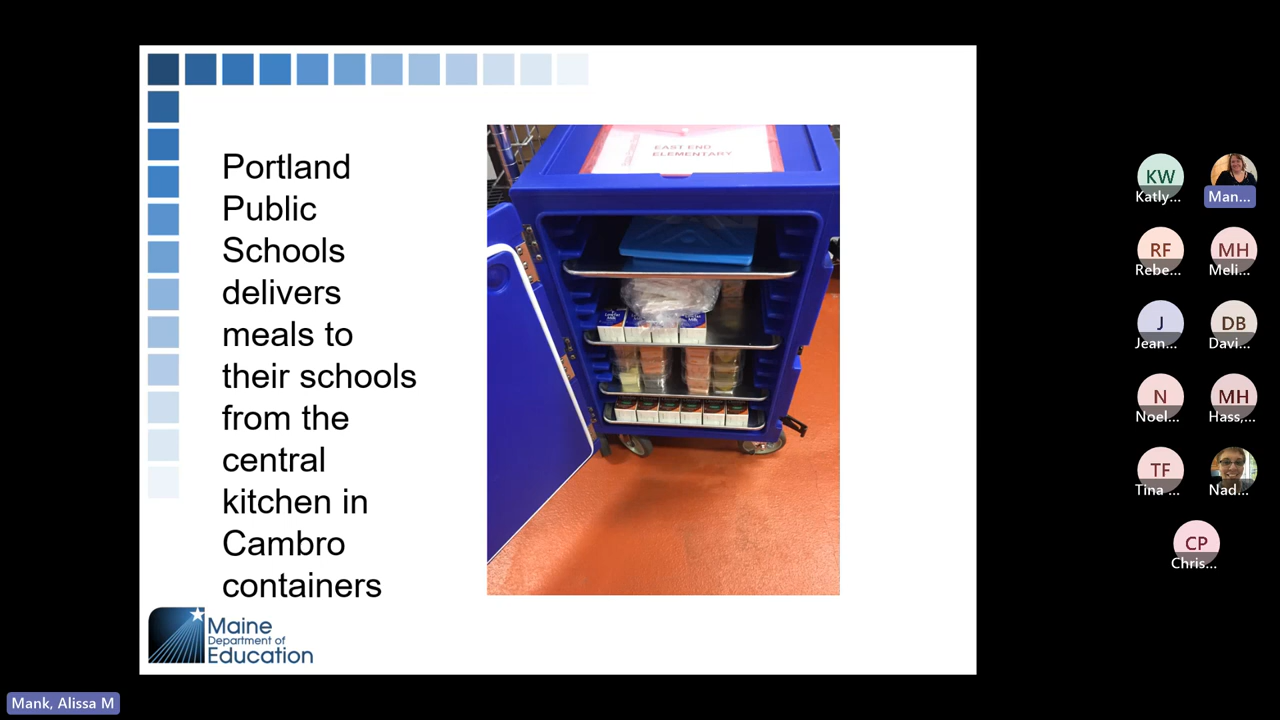 Portland
Public
Schools
delivers
meals to
their schools
from the
central
kitchen in
Cambro
containers
EAST END
ELEMENTARY
Maine
Department of
Education
KW
Katly...
Man...
RF
Rebe...
MH
Meli...
J
Jean...
DB
Davi...
N
Noel...
MH
Hass,...
TF
Tina ...
Nad...
CP
Chris...
Mank, Alissa M